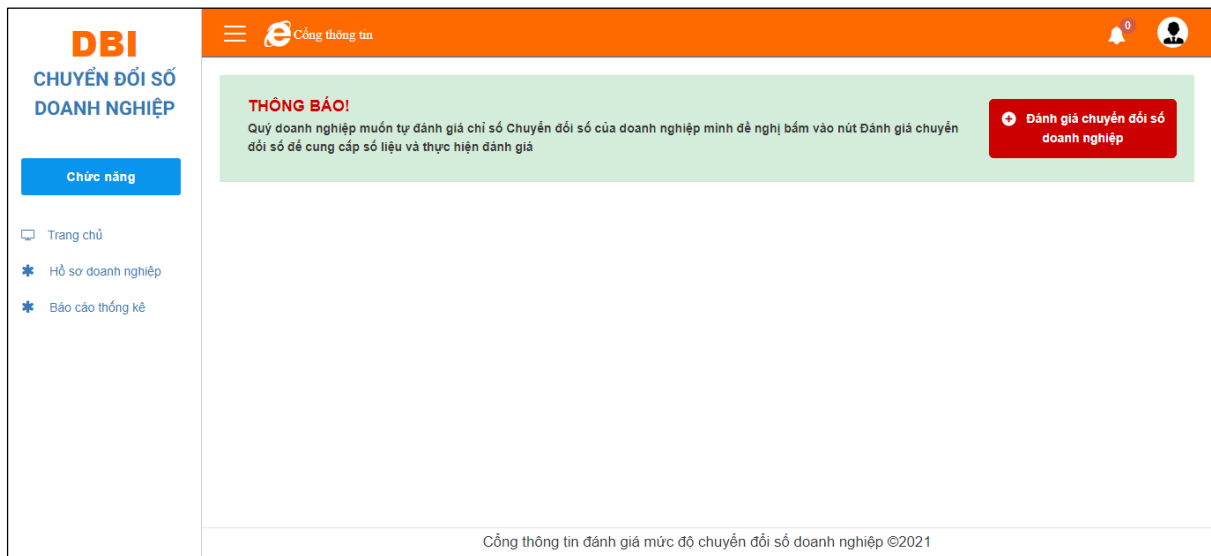 DBI
CHUYỂN ĐỔI SỐ
DOANH NGHIỆP
Chức năng
Trang chủ
Hồ sơ doanh nghiệp
Báo cáo thống kê
Cổng thông tin
0
THÔNG BÁO!
Quý doanh nghiệp muốn tự đánh giá chỉ số Chuyển đổi số của doanh nghiệp mình đề nghị bấm vào nút Đánh giá chuyển
đổi số để cung cấp số liệu và thực hiện đánh giá
Đánh giá chuyển đổi số
doanh nghiệp
Cổng thông tin đánh giá mức độ chuyển đổi số doanh nghiệp ©2021